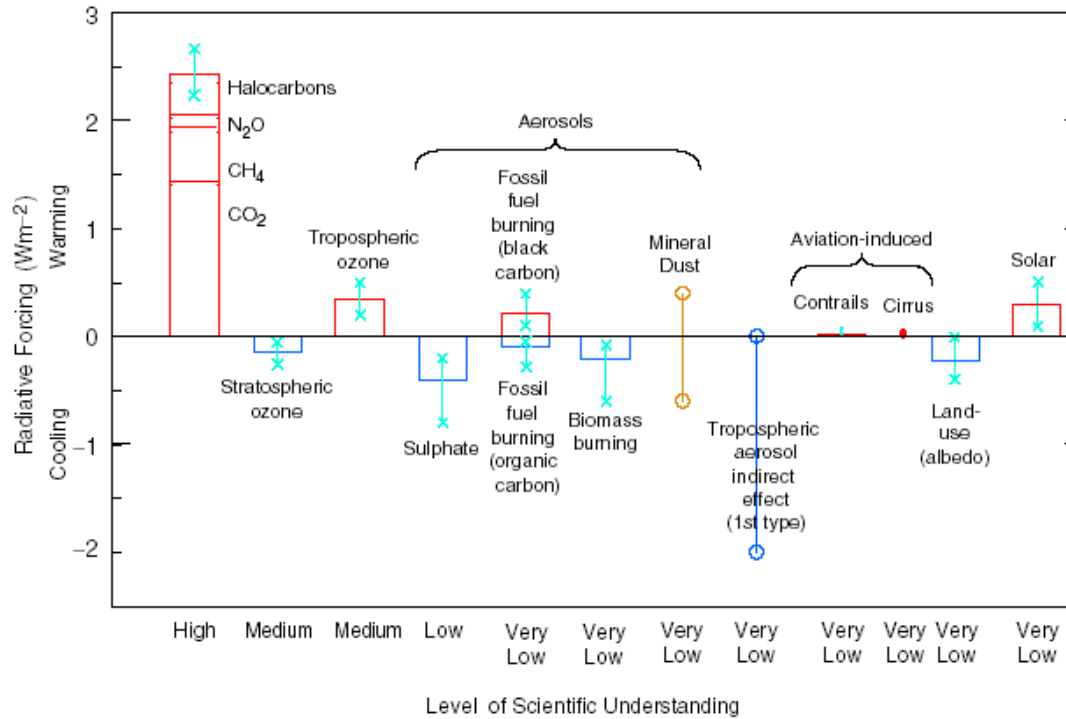 3
2
1
0
−1
−2
Radiative Forcing (Wm−2)
Cooling Warming
Halocarbons
N2O
CH4
CO2
Tropospheric
ozone
Stratospheric
ozone
Aerosols
Sulphate
Fossil
fuel
burning
(black
carbon)
Fossil
fuel
burning
(organic
carbon)
Biomass
burning
Mineral
Dust
Tropospheric
aerosol
indirect
effect
(1st type)
Aviation-induced
Contrails
Cirrus
Land-
use
(albedo)
Solar
High
Medium
Medium
Low
Very
Low
Very
Low
Very
Low
Very
Low
Very
Low
Very
Low
Very
Low
Very
Low
Level of Scientific Understanding